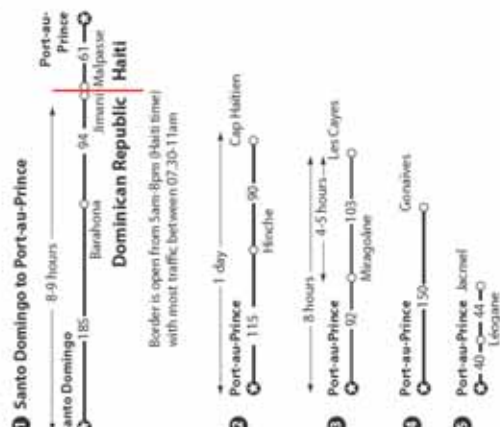 1 Santo Domingo to Port-au-Prince
8-9 hours
Port-au-
Prince
anto Domingo
185
Barahona
94
Jimaní
Malpasse
61
Dominican Republic
Haiti
Border is open from 5am-8pm (Haiti time)
with most traffic between 07.30-11am
2
1 day
Port-au-Prince
115
Hinche
90
Cap Haïtien
3
8 hours
4-5 hours
Port-au-Prince
92
Miragoâne
103
Les Cayes
4
Port-au-Prince
150
Gonaïves
5
Port-au-Prince
Jacmel
40
44
Léogane